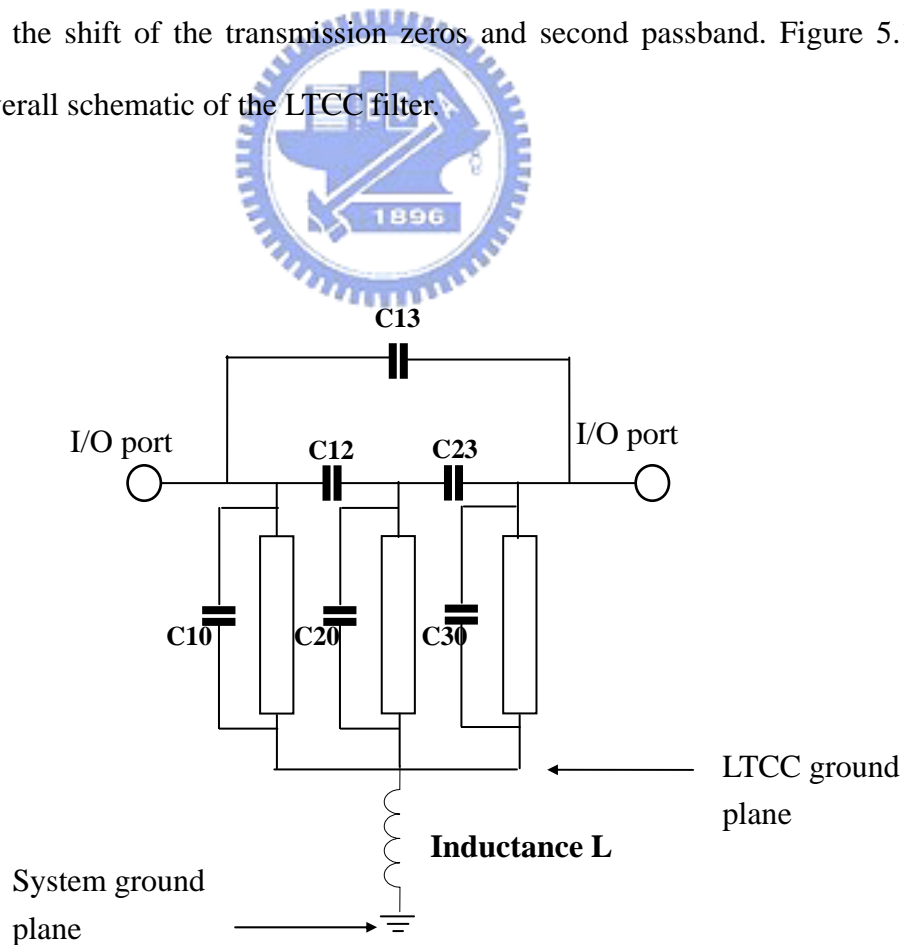 the shift of the transmission zeros and second passband. Figure 5.
overall schematic of the LTCC filter.
1896
C13
I/O port
I/O port
C12
C23
C10
C20
C30
LTCC ground
plane
Inductance L
System ground
plane